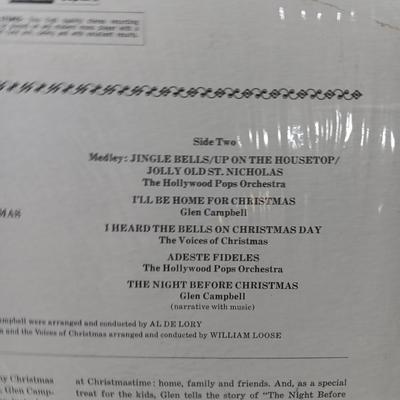 Side Two
Medley: JINGLE BELLS/UP ON THE HOUSETOP/
JOLLY OLD ST. NICHOLAS
The Hollywood Pops Orchestra
I'LL BE HOME FOR CHRISTMAS
Glen Campbell
I HEARD THE BELLS ON CHRISTMAS DAY
The Voices of Christmas
ADESTE FIDELES
The Hollywood Pops Orchestra
THE NIGHT BEFORE CHRISTMAS
Glen Campbell
(narrative with music)
ampbell were arranged and conducted by AL DE LORY
and the Voices of Christmas arranged and conducted by WILLIAM LOOSE
Christmas
Glen Camp-
at Christmastime: home, family and friends. And, as a special
treat for the kids, Glen tells the story of "The Night Before